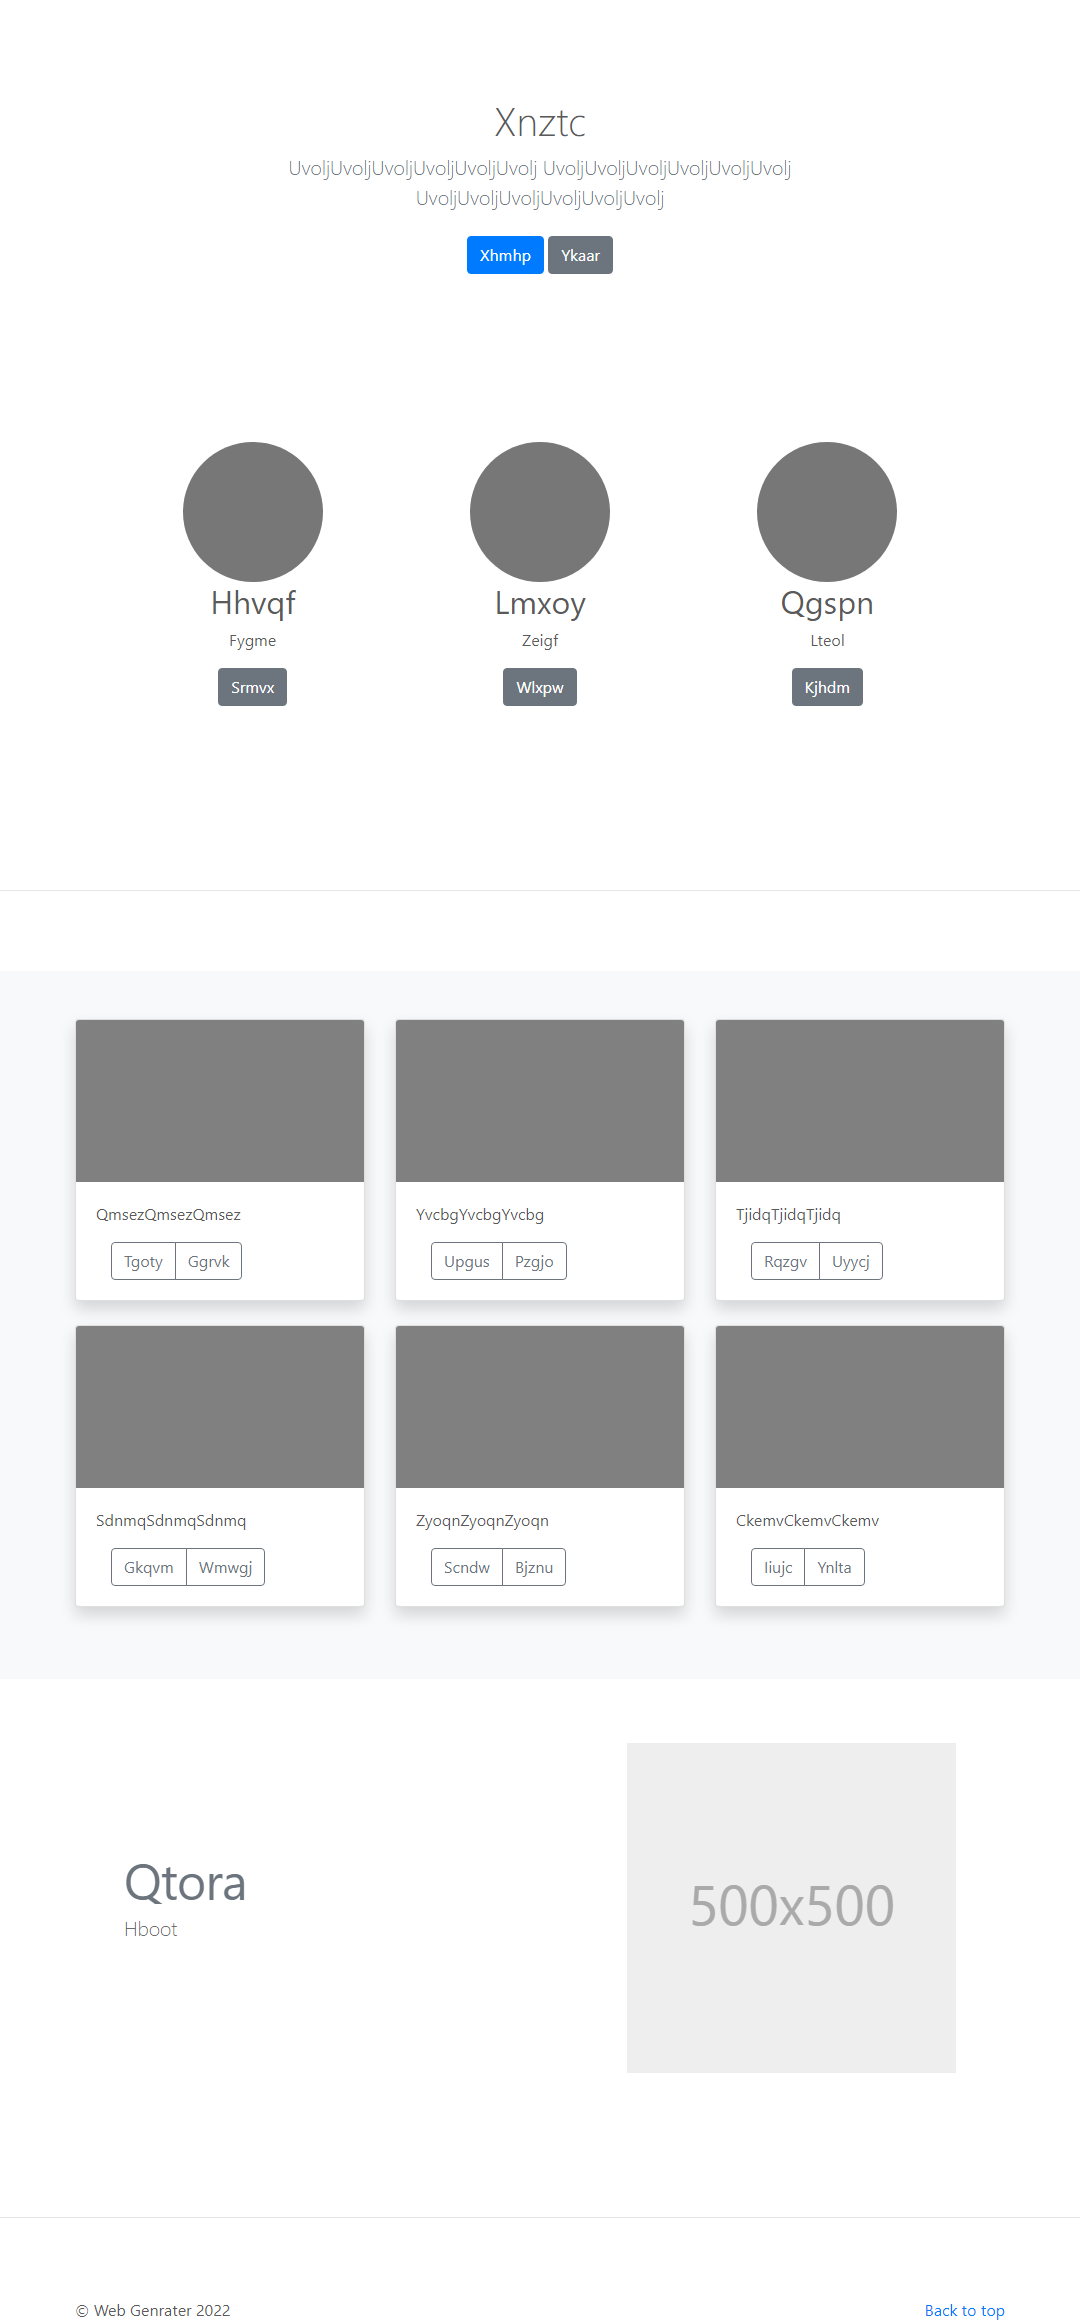 Xnztc
UvoljUvoljUvoljUvoljUvoljUvolj UvoljUvoljUvoljUvoljUvoljUvolj
UvoljUvoljUvoljUvoljUvoljUvolj
Xhmhp Ykaar
Hhvqf Lmxoy Qgspn
Fygme Zeigf Lteol
Srmvx Wlxpw Kjhdm
QmsezQmsezQmsez YvcbgYvcbgYvcbg TjidqTjidqTjidq
Tgoty Ggrvk Upgus Pzgjo Rqzgv Uyycj
SdnmqSdnmqSdnmq ZyoqnZyoqnZyoqn CkemvCkemvCkemv
Gkqvm Wmwgj Scndw Bjznu Iiujc Ynlta
Qtora
Hboot
500x500
© Web Genrater 2022 Back to top